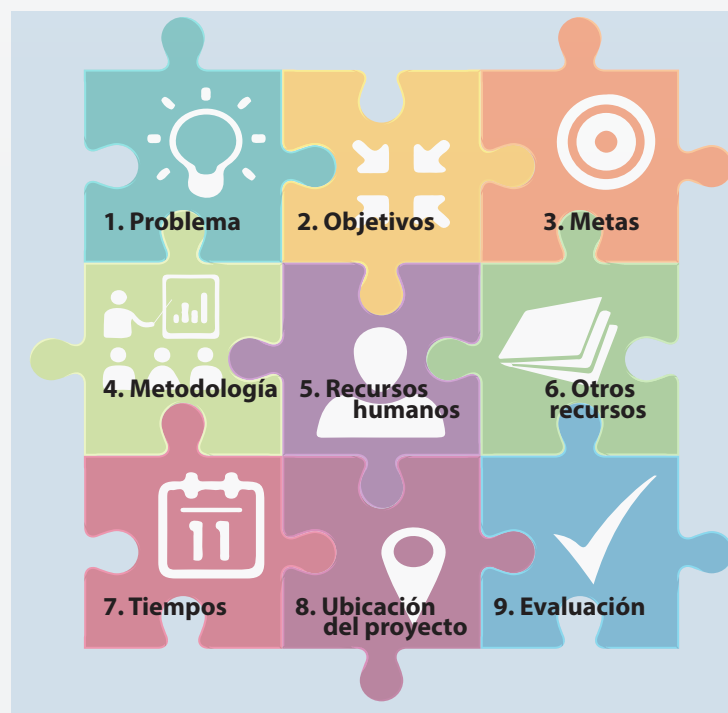 1. Problema
2. Objetivos
3. Metas
4. Metodología
5. Recursos
humanos
6. Otros
recursos
11
7. Tiempos
8. Ubicación
del proyecto
9. Evaluación